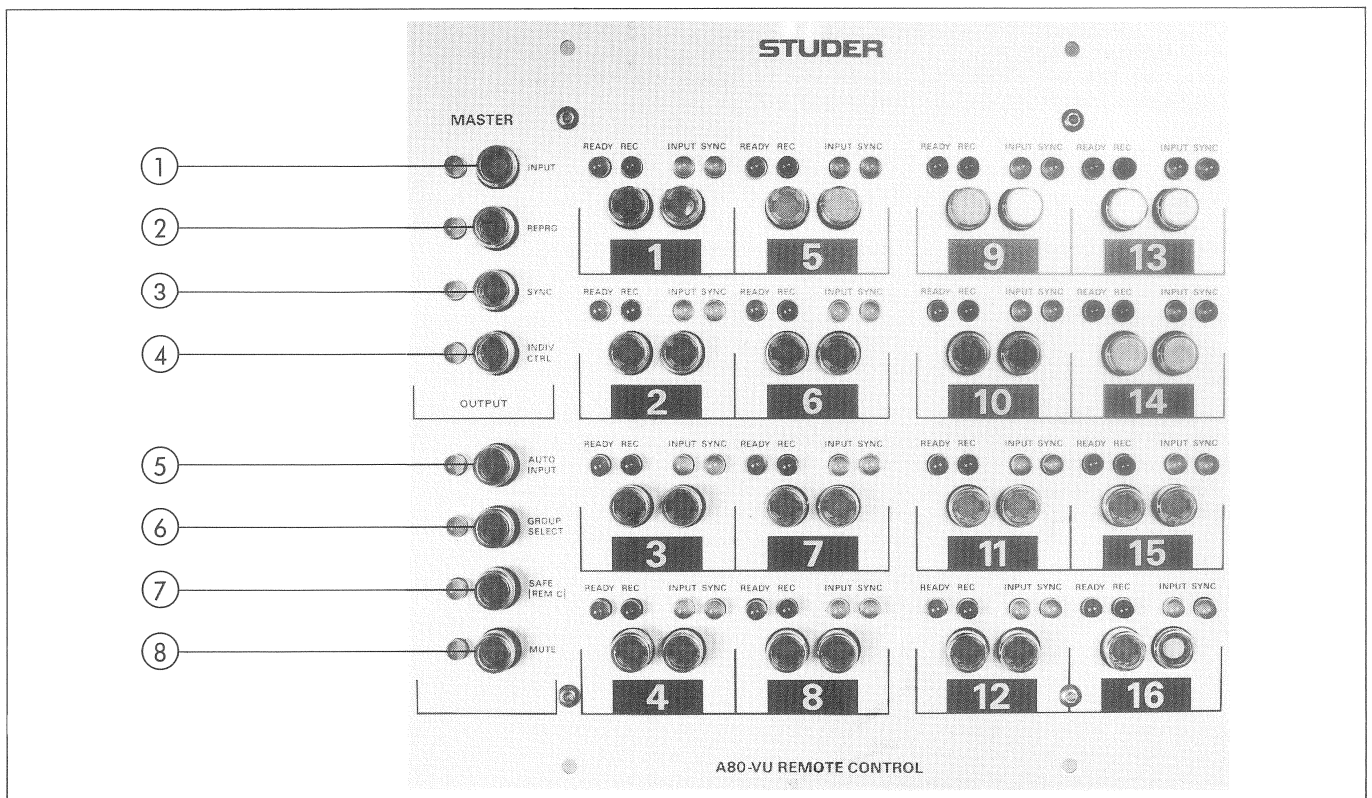 STUDER
MASTER
1
INPUT
2
REPRO
3
SYNC
4
INDIV
CTRL
OUTPUT
5
AUTO
INPUT
6
GROUP
SELECT
7
SAFE
(REM C)
8
MUTE
READY REC INPUT SYNC READY REC INPUT SYNC READY REC INPUT SYNC READY REC INPUT SYNC
1 5 9 13
READY REC INPUT SYNC READY REC INPUT SYNC READY REC INPUT SYNC READY REC INPUT SYNC
2 6 10 14
READY REC INPUT SYNC READY REC INPUT SYNC READY REC INPUT SYNC READY REC INPUT SYNC
3 7 11 15
READY REC INPUT SYNC READY REC INPUT SYNC READY REC INPUT SYNC READY REC INPUT SYNC
4 8 12 16
A80-VU REMOTE CONTROL